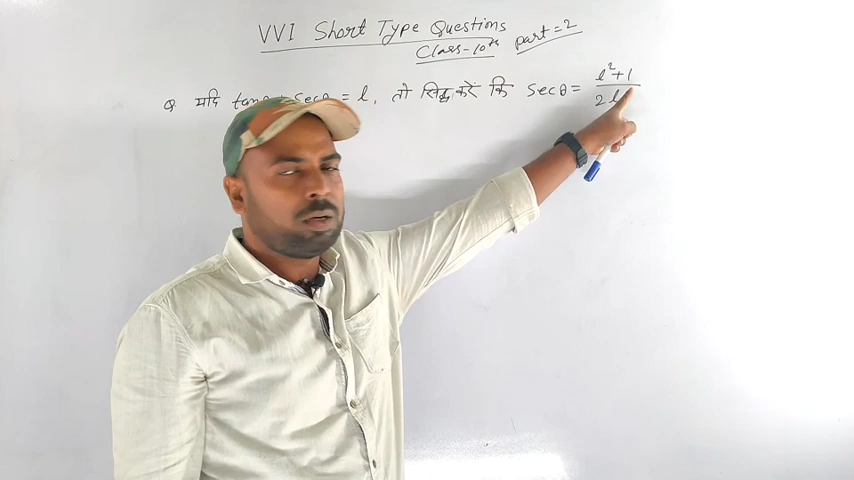 VVI Short Type Questions
Class-10th part=2
Q यदि tanθ + Secθ = l, तो सिद्ध करें कि Secθ = l²+1 / 2l